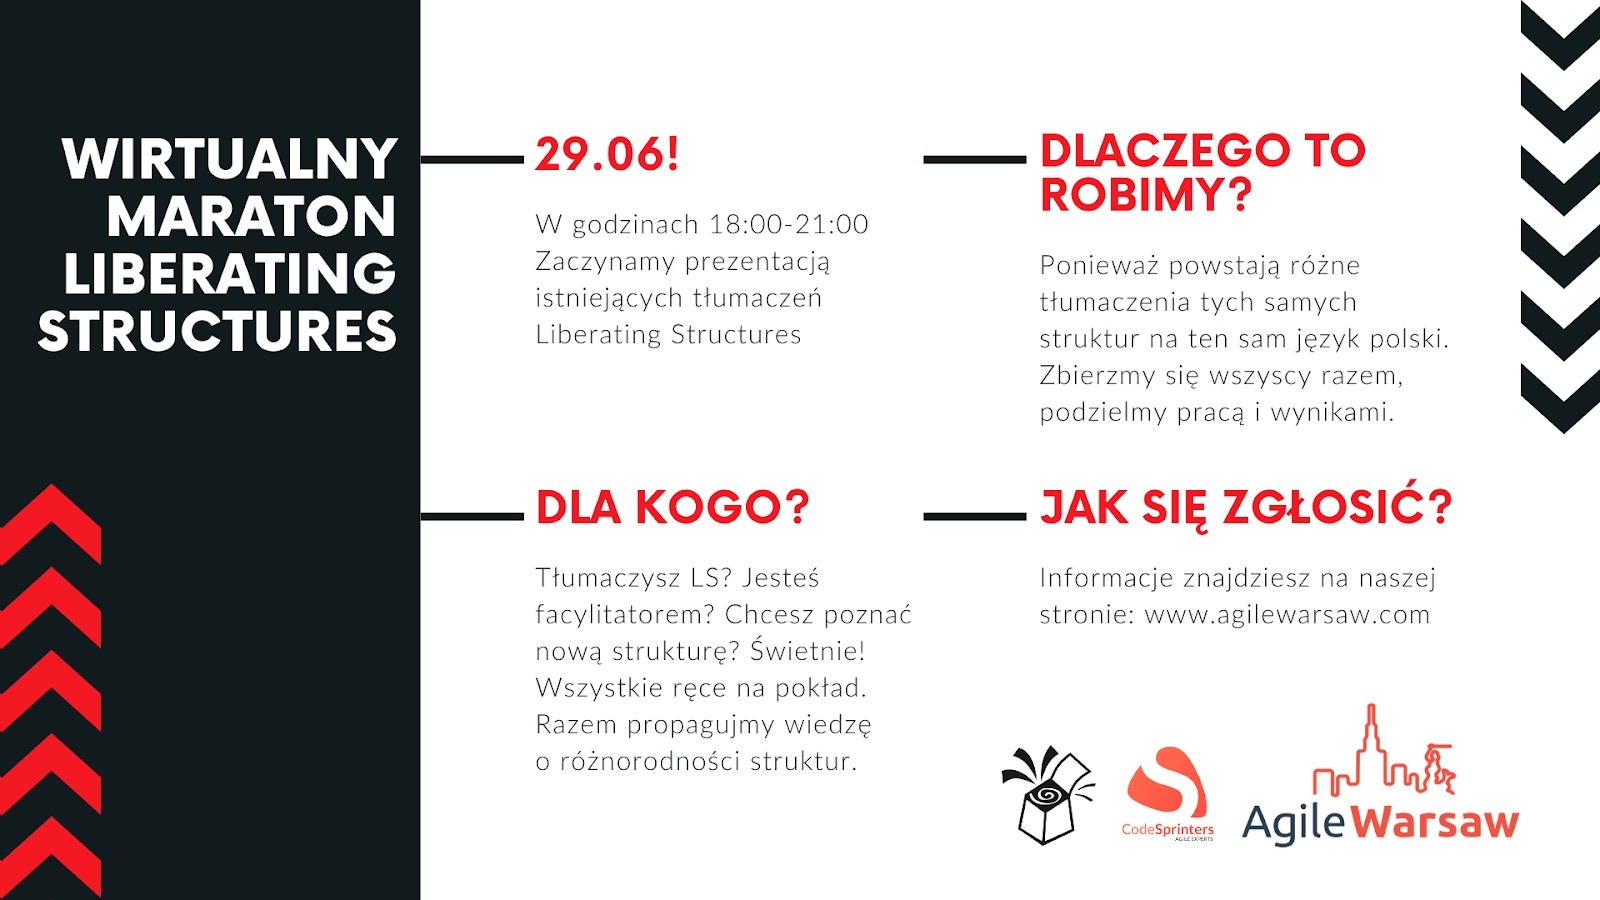 WIRTUALNY
MARATON
LIBERATING
STRUCTURES
29.06!
W godzinach 18:00-21:00
Zaczynamy prezentacją
istniejących tłumaczeń
Liberating Structures
DLACZEGO TO
ROBIMY?
Ponieważ powstają różne
tłumaczenia tych samych
struktur na ten sam język polski.
Zbierzmy się wszyscy razem,
podzielmy pracą i wynikami.
DLA KOGO?
Tłumaczysz LS? Jesteś
facylitatorem? Chcesz poznać
nową strukturę? Świetnie!
Wszystkie ręce na pokład.
Razem propagujmy wiedzę
o różnorodności struktur.
JAK SIĘ ZGŁOSIĆ?
Informacje znajdziesz na naszej
stronie: www.agilewarsaw.com
CodeSprinters
AGILE EXPERTS
AgileWarsaw